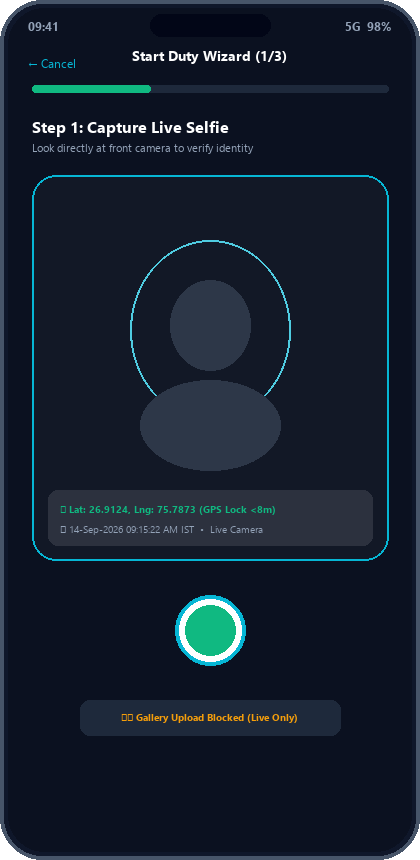 09:41 5G 98%
Start Duty Wizard (1/3)
← Cancel
Step 1: Capture Live Selfie
Look directly at front camera to verify identity
▯ Lat: 26.9124, Lng: 75.7873 (GPS Lock <8m)
▯ 14-Sep-2026 09:15:22 AM IST • Live Camera
▯▯ Gallery Upload Blocked (Live Only)